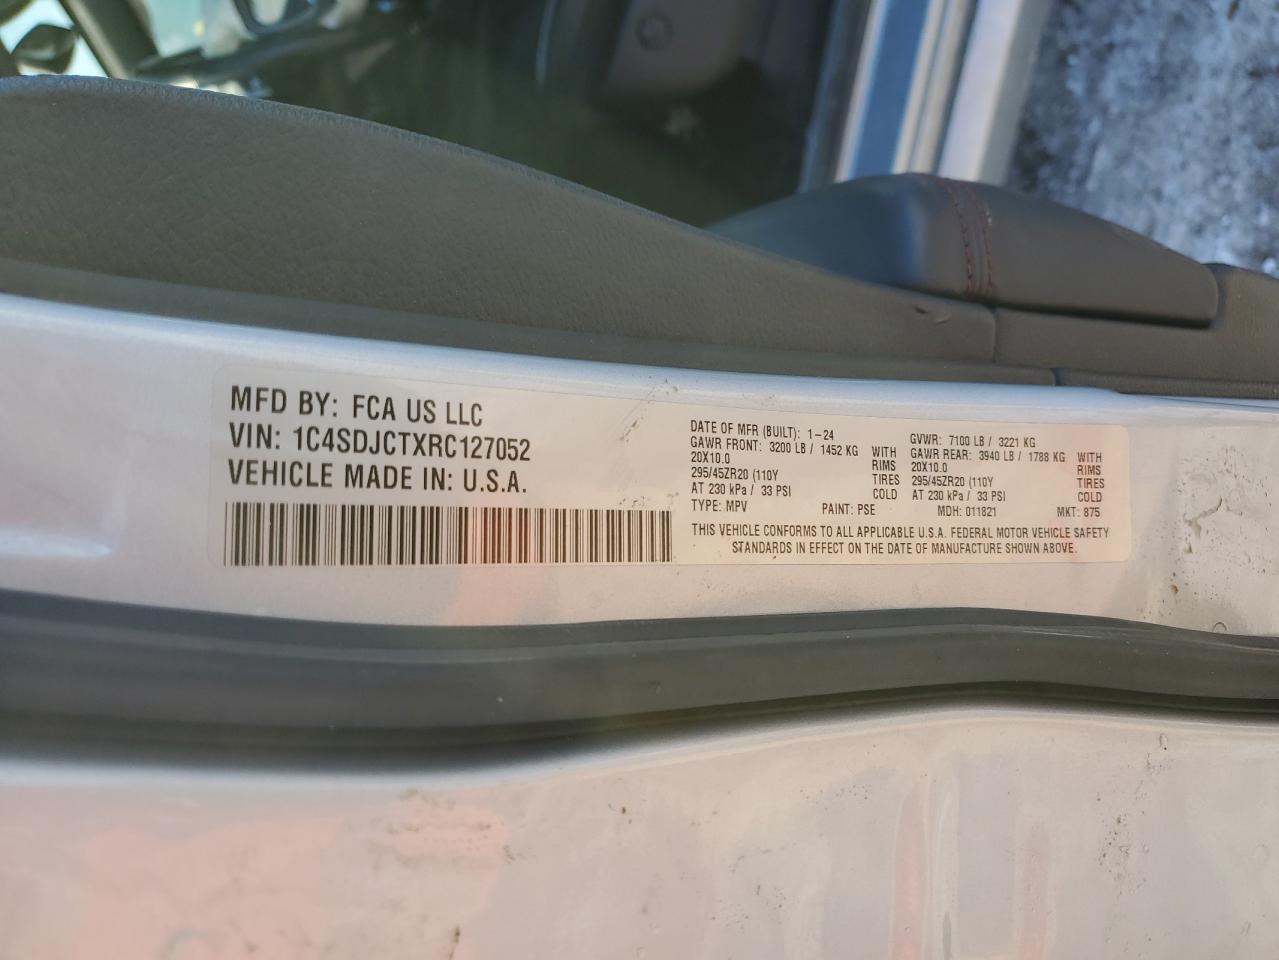 MFD BY: FCA US LLC
VIN: 1C4SDJCTXRC127052
VEHICLE MADE IN: U.S.A.
DATE OF MFR (BUILT): 1-24
GAWR FRONT: 3200 LB / 1452 KG WITH
20X10.0 RIMS
295/45ZR20 (110Y TIRES
AT 230 kPa / 33 PSI COLD
TYPE: MPV PAINT: PSE
GVWR: 7100 LB / 3221 KG
GAWR REAR: 3940 LB / 1788 KG WITH
20X10.0 RIMS
295/45ZR20 (110Y TIRES
AT 230 kPa / 33 PSI COLD
MDH: 011821 MKT: 875
THIS VEHICLE CONFORMS TO ALL APPLICABLE U.S.A. FEDERAL MOTOR VEHICLE SAFETY
STANDARDS IN EFFECT ON THE DATE OF MANUFACTURE SHOWN ABOVE.